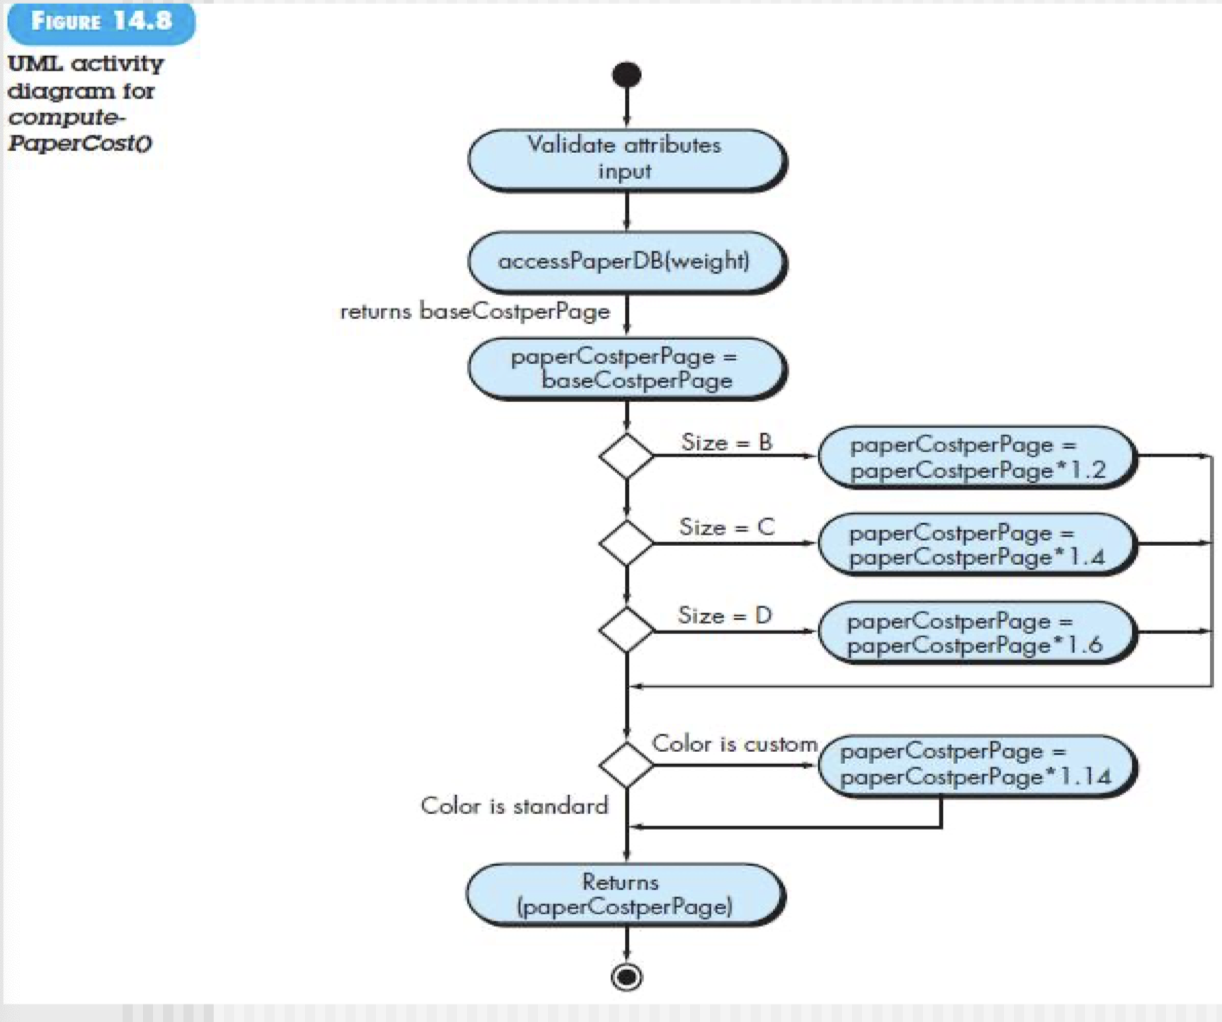 FIGURE 14.8
UML activity
diagram for
compute-
PaperCost()
Validate attributes
input
accessPaperDB(weight)
returns baseCostperPage
paperCostperPage =
baseCostperPage
Size = B
paperCostperPage =
paperCostperPage*1.2
Size = C
paperCostperPage =
paperCostperPage*1.4
Size = D
paperCostperPage =
paperCostperPage*1.6
Color is custom
paperCostperPage =
paperCostperPage*1.14
Color is standard
Returns
(paperCostperPage)